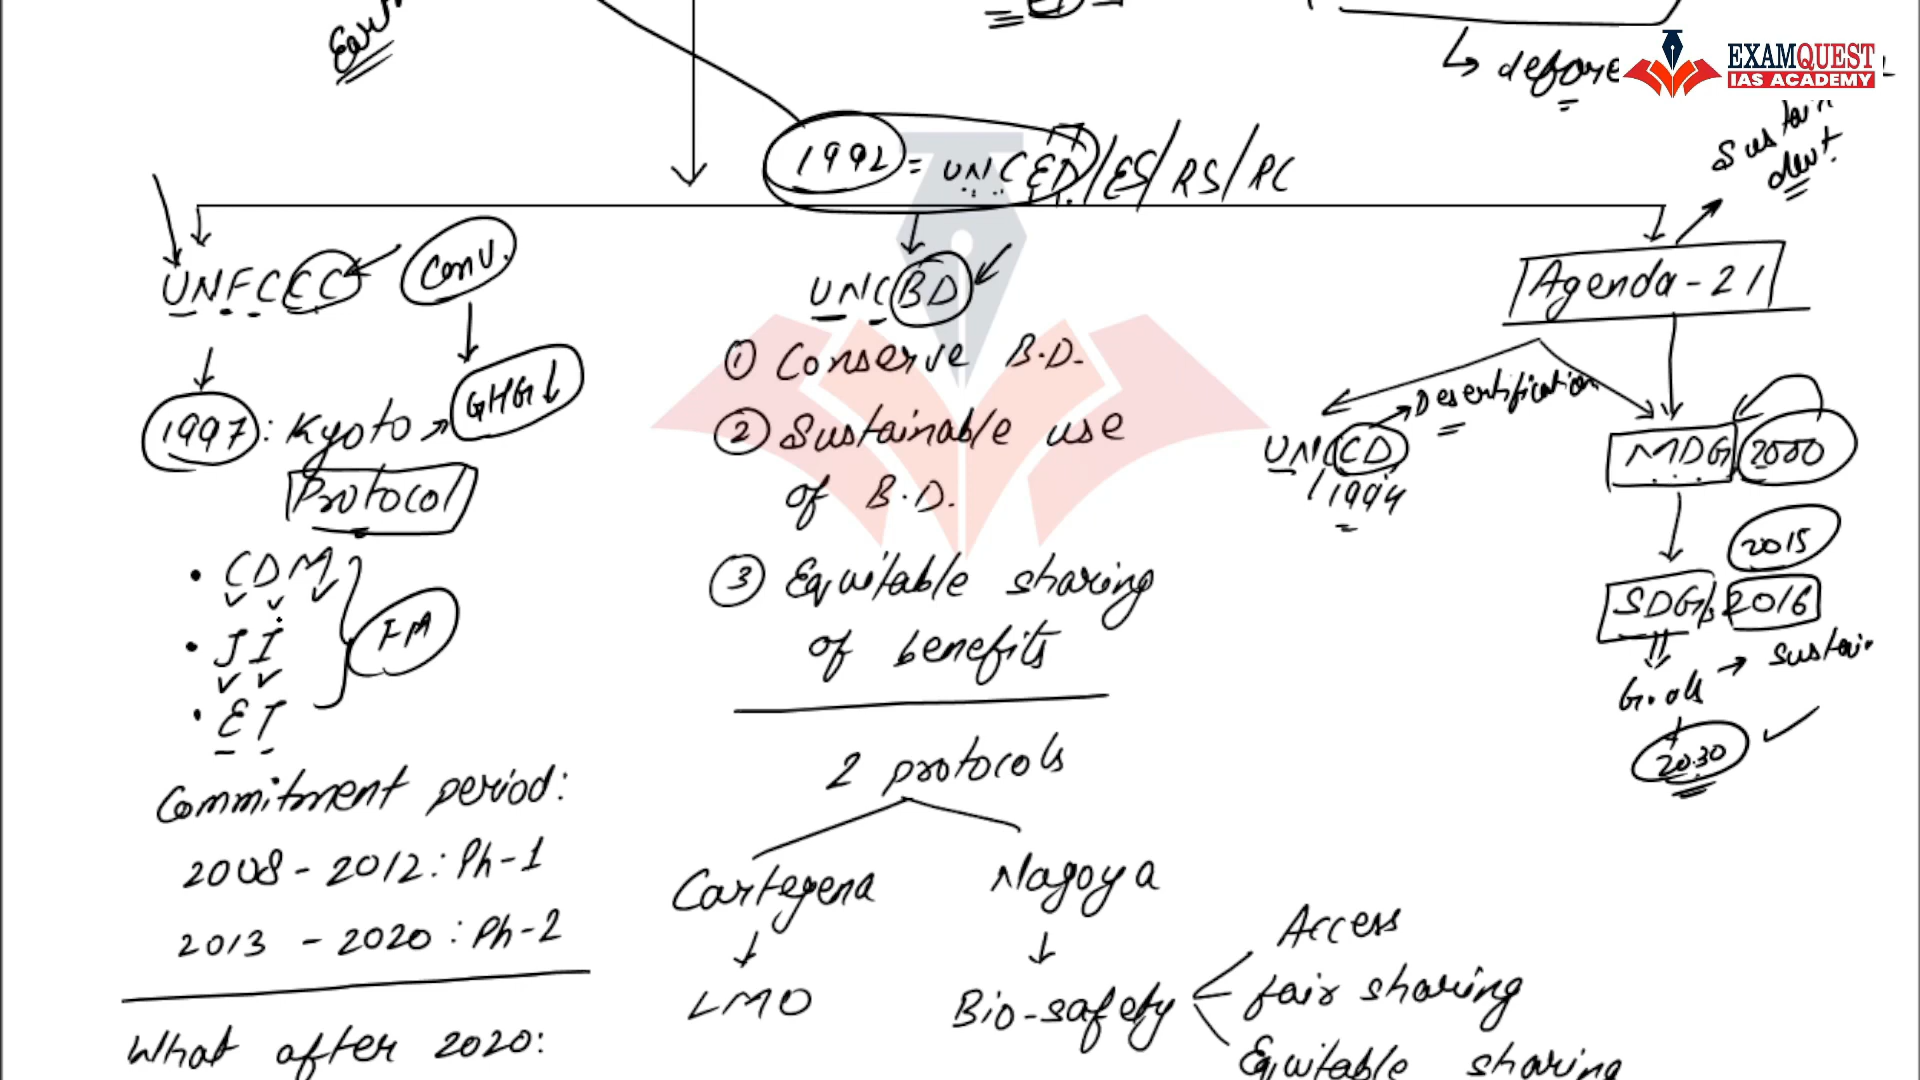 Earth
↳ defore
EXAMQUEST
IAS ACADEMY
Sustain
devt.
1992 = UNCED/ES/RS/RC
UNFCCC
Conv.
1997: Kyoto → GHG↓
Protocol
• CDM
• JI
• ET
FM
Commitment period:
2008 - 2012: Ph-1
2013 - 2020: Ph-2
What after 2020:
UNCBD
① Conserve B.D.
② Sustainable use
of B.D.
③ Equitable sharing
of benefits
2 protocols
Cartegena
LMO
Nagoya
Bio-safety
Access
fair sharing
Equitable sharing
Agenda-21
UNCCD → Desertification
1994
MDG 2000
2015
SDG 2016
Goals → Sustain
2030